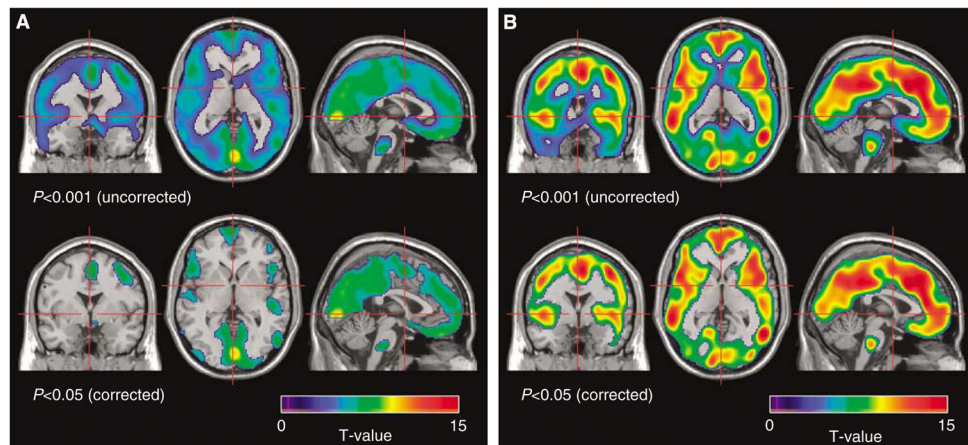 A
P<0.001 (uncorrected)
P<0.05 (corrected)
0
15
T-value
B
P<0.001 (uncorrected)
P<0.05 (corrected)
0
15
T-value